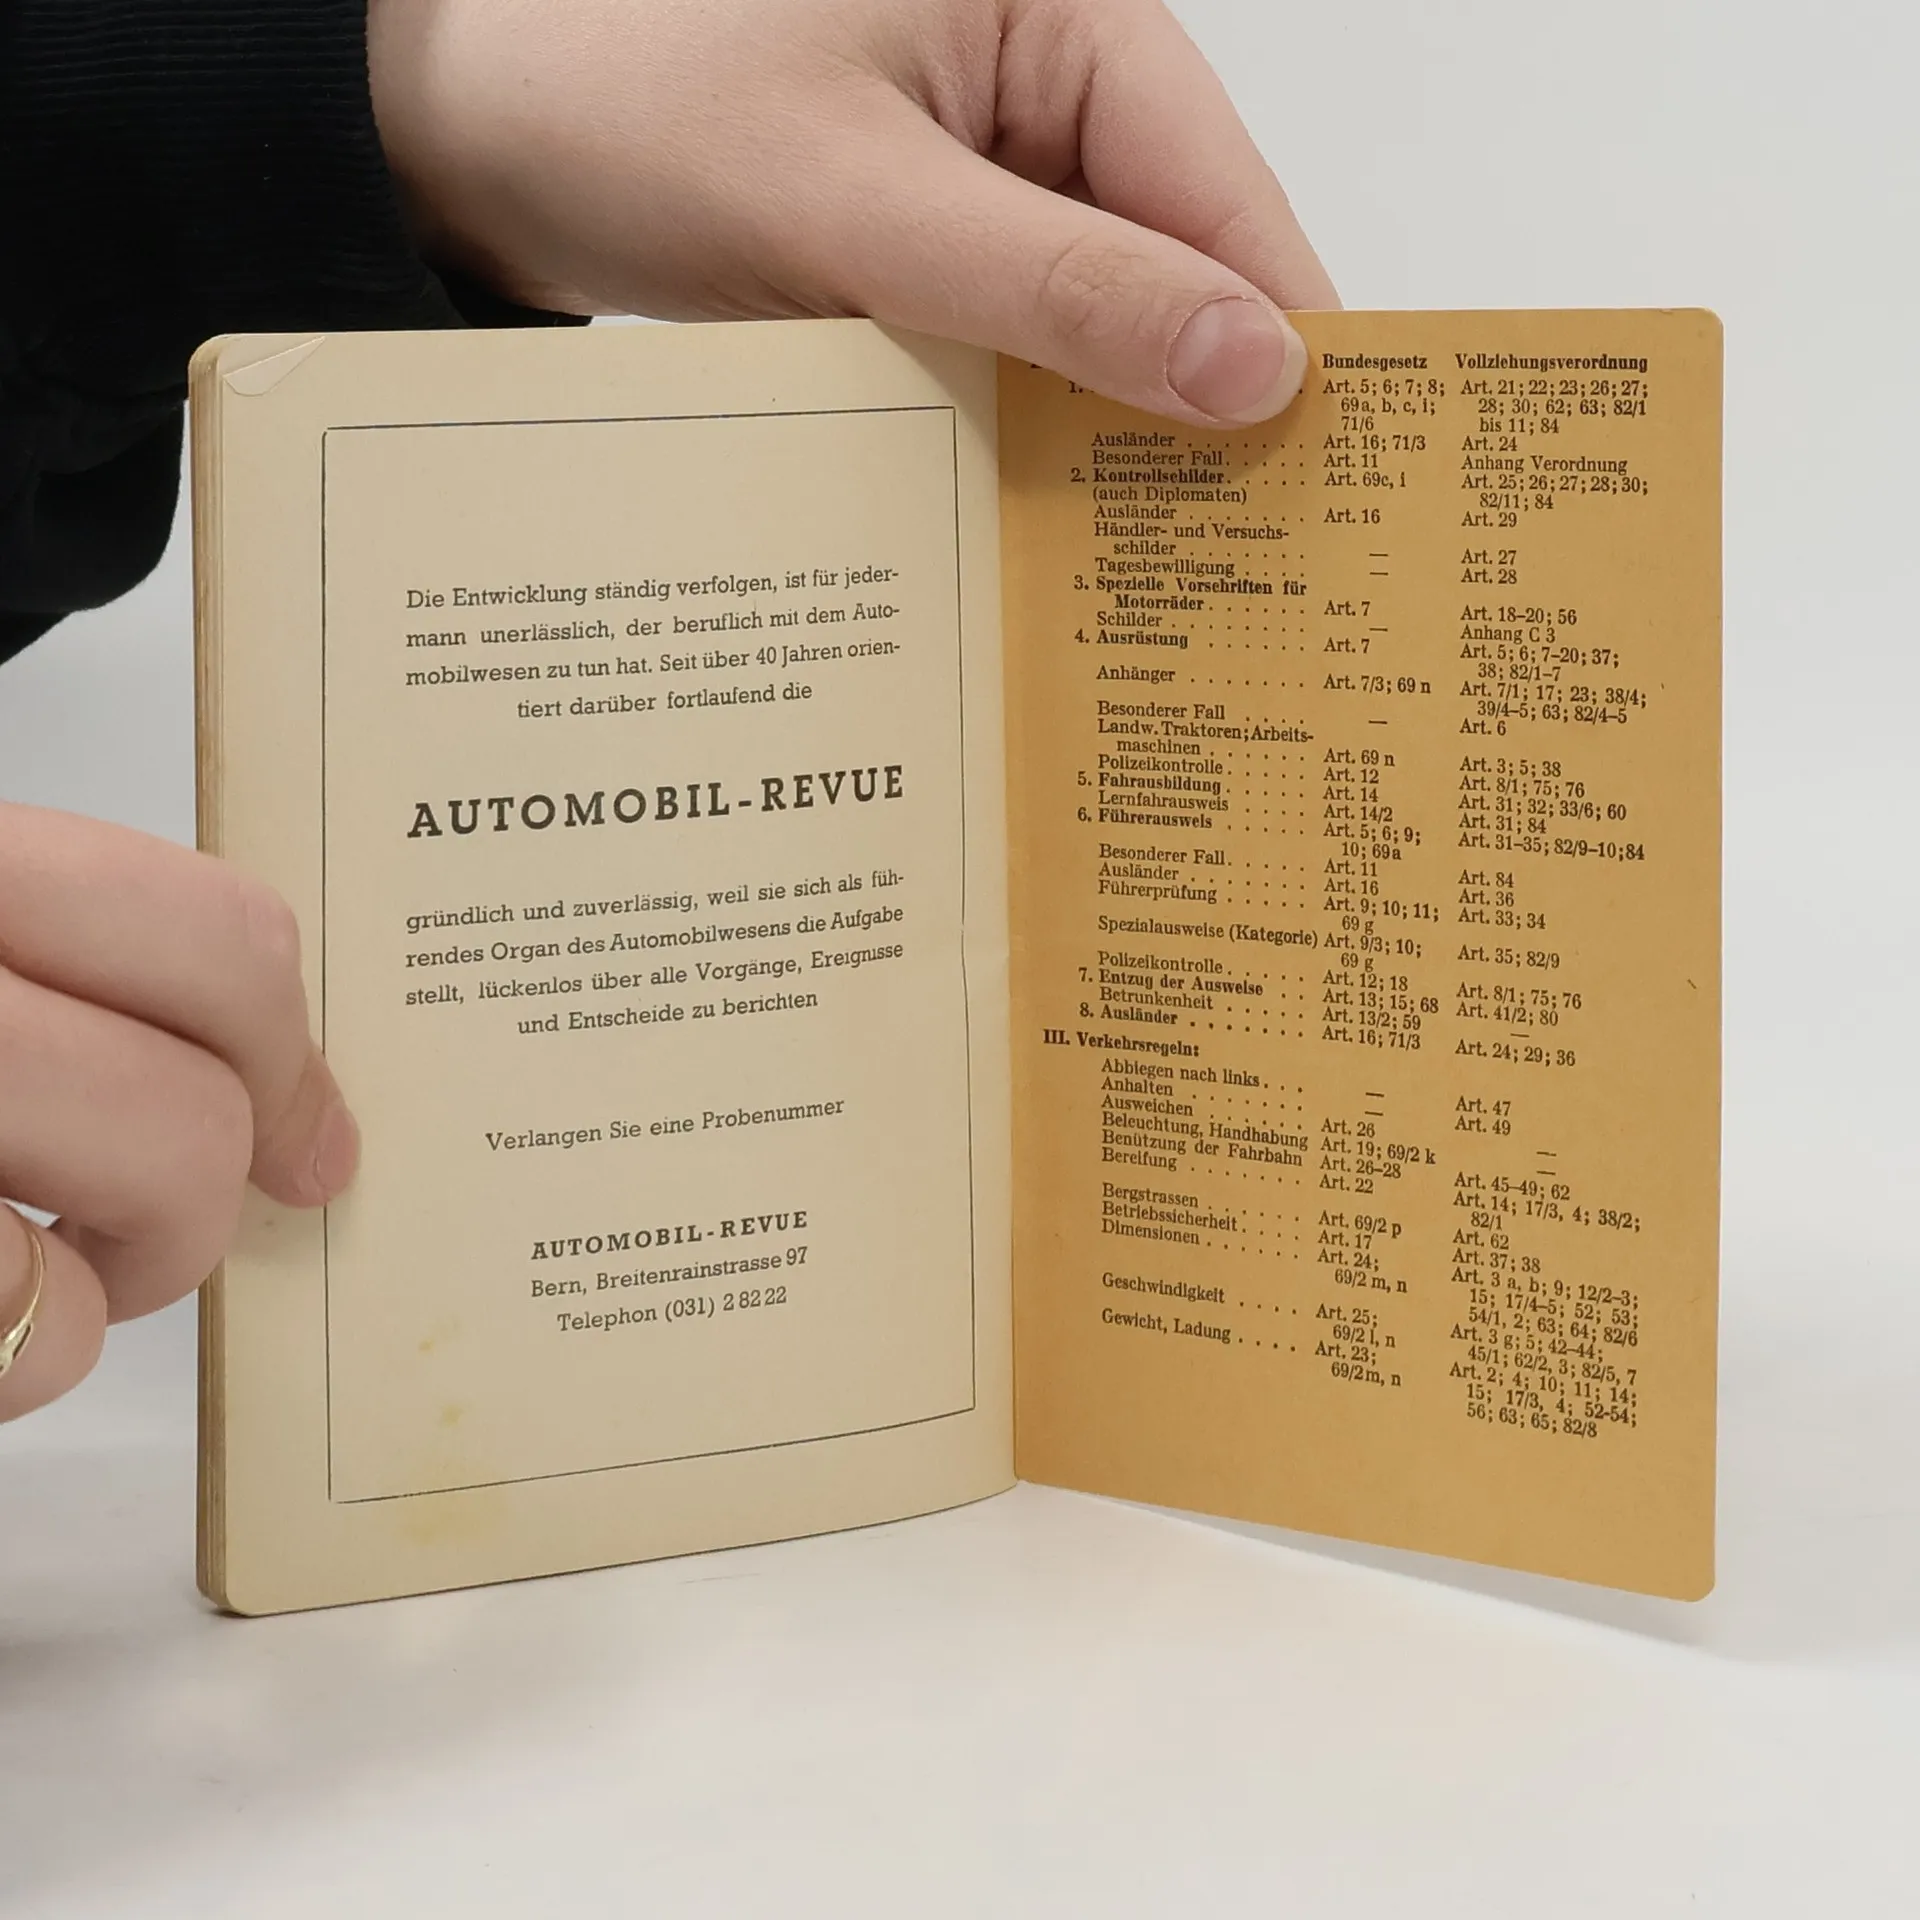 Die Entwicklung ständig verfolgen, ist für jeder-
mann unerlässlich, der beruflich mit dem Auto-
mobilwesen zu tun hat. Seit über 40 Jahren orien-
tiert darüber fortlaufend die
AUTOMOBIL-REVUE
gründlich und zuverlässig, weil sie sich als füh-
rendes Organ des Automobilwesens die Aufgabe
stellt, lückenlos über alle Vorgänge, Ereignisse
und Entscheide zu berichten
Verlangen Sie eine Probenummer
AUTOMOBIL-REVUE
Bern, Breitenrainstrasse 97
Telephon (031) 2 82 22
Bundesgesetz Vollziehungsverordnung
1. . Art. 5; 6; 7; 8; Art. 21; 22; 23; 26; 27;
69a, b, c, i; 28; 30; 62; 63; 82/1
71/6 bis 11; 84
Ausländer . . . . . . . Art. 16; 71/3 Art. 24
Besonderer Fall. . . . . Art. 11 Anhang Verordnung
2. Kontrollschilder. . . . . Art. 69c, i Art. 25; 26; 27; 28; 30;
(auch Diplomaten) 82/11; 84
Ausländer . . . . . . . Art. 16 Art. 29
Händler- und Versuchs-
schilder . . . . . . . — Art. 27
Tagesbewilligung . . . . — Art. 28
3. Spezielle Vorschriften für
Motorräder. . . . . . Art. 7 Art. 18–20; 56
Schilder . . . . . . . . — Anhang C 3
4. Ausrüstung . . . . . . Art. 7 Art. 5; 6; 7–20; 37;
38; 82/1–7
Anhänger . . . . . . . Art. 7/3; 69 n Art. 7/1; 17; 23; 38/4;
39/4–5; 63; 82/4–5
Besonderer Fall . . . . — Art. 6
Landw. Traktoren; Arbeits-
maschinen . . . . . . Art. 69 n Art. 3; 5; 38
Polizeikontrolle. . . . . Art. 12 Art. 8/1; 75; 76
5. Fahrausbildung. . . . . Art. 14 Art. 31; 32; 33/6; 60
Lernfahrausweis . . . . Art. 14/2 Art. 31; 84
6. Führerausweis . . . . . Art. 5; 6; 9; Art. 31–35; 82/9–10; 84
10; 69a
Besonderer Fall. . . . . Art. 11 Art. 84
Ausländer . . . . . . . Art. 16 Art. 36
Führerprüfung . . . . . Art. 9; 10; 11; Art. 33; 34
69 g
Spezialausweise (Kategorie) Art. 9/3; 10; Art. 35; 82/9
69 g
Polizeikontrolle. . . . . Art. 12; 18 Art. 8/1; 75; 76
7. Entzug der Ausweise . . Art. 13; 15; 68 Art. 41/2; 80
Betrunkenheit . . . . . Art. 13/2; 59 —
8. Ausländer . . . . . . . Art. 16; 71/3 Art. 24; 29; 36
III. Verkehrsregeln:
Abbiegen nach links . . . — Art. 47
Anhalten . . . . . . . — Art. 49
Ausweichen . . . . . . Art. 26 —
Beleuchtung, Handhabung Art. 19; 69/2 k —
Benützung der Fahrbahn Art. 26–28 Art. 45–49; 62
Bereifung . . . . . . . Art. 22 Art. 14; 17/3, 4; 38/2;
82/1
Bergstrassen . . . . . . Art. 69/2 p Art. 62
Betriebssicherheit . . . . Art. 17 Art. 37; 38
Dimensionen . . . . . . Art. 24; Art. 3 a, b; 9; 12/2–3;
69/2 m, n 15; 17/4–5; 52; 53;
54/1, 2; 63; 64; 82/6
Geschwindigkeit . . . . Art. 25; Art. 3 g; 5; 42–44;
69/2 l, n 45/1; 62/2, 3; 82/5, 7
Gewicht, Ladung . . . . Art. 23; Art. 2; 4; 10; 11; 14;
69/2 m, n 15; 17/3, 4; 52-54;
56; 63; 65; 82/8